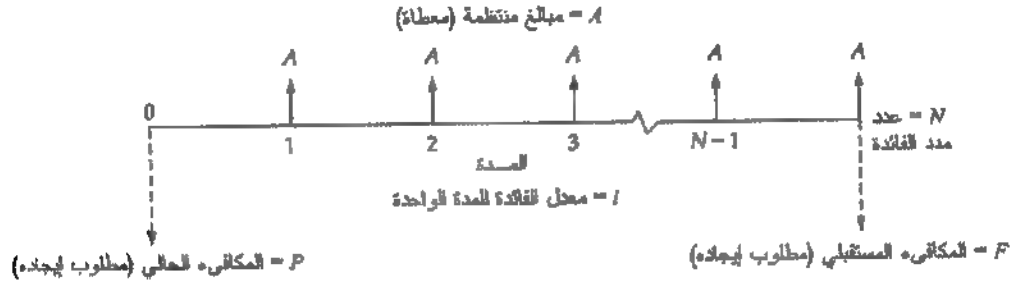 A = مبالغ منتظمة (معطاة)
A A A A A
0
N = عدد
مدد الفائدة
1 2 3 N-1
المدة
i = معدل الفائدة للمدة الواحدة
P = المكافىء الحالي (مطلوب إيجاده)
F = المكافىء المستقبلي (مطلوب إيجاده)